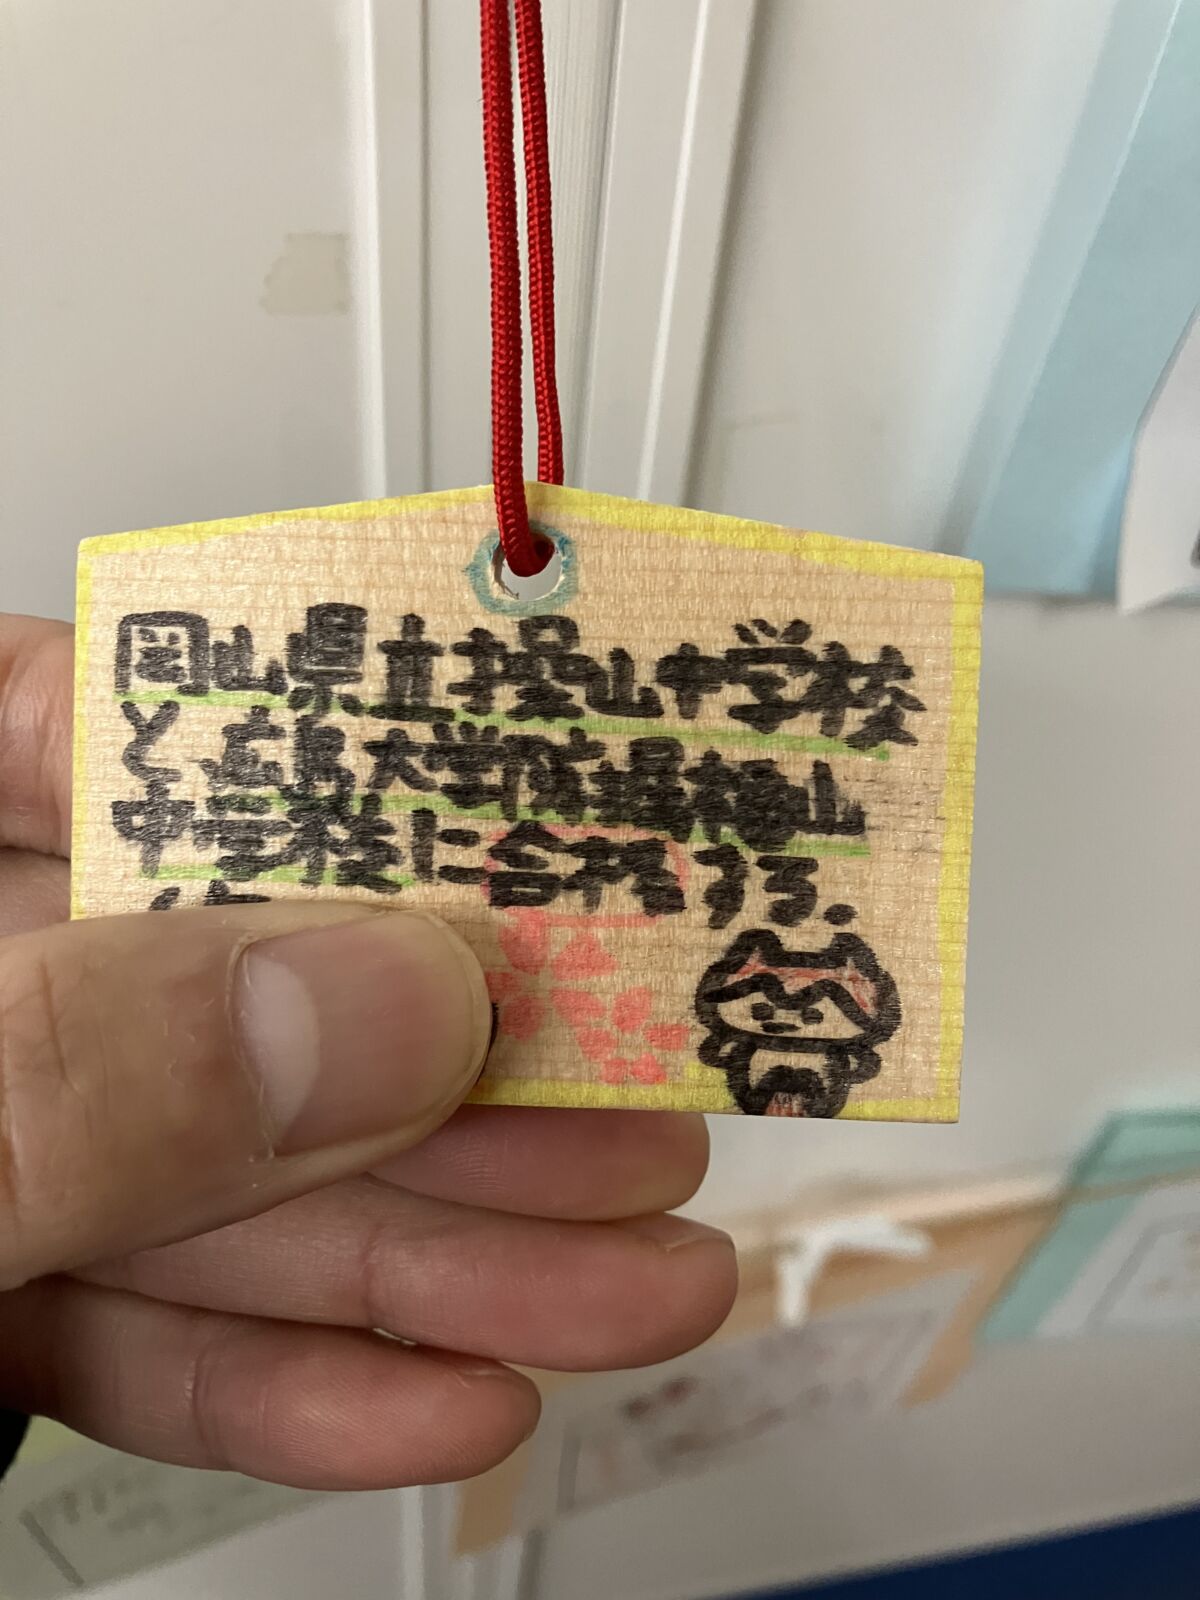 岡山県立操山中学校
と広島大学附属福山
中学校に合格する.